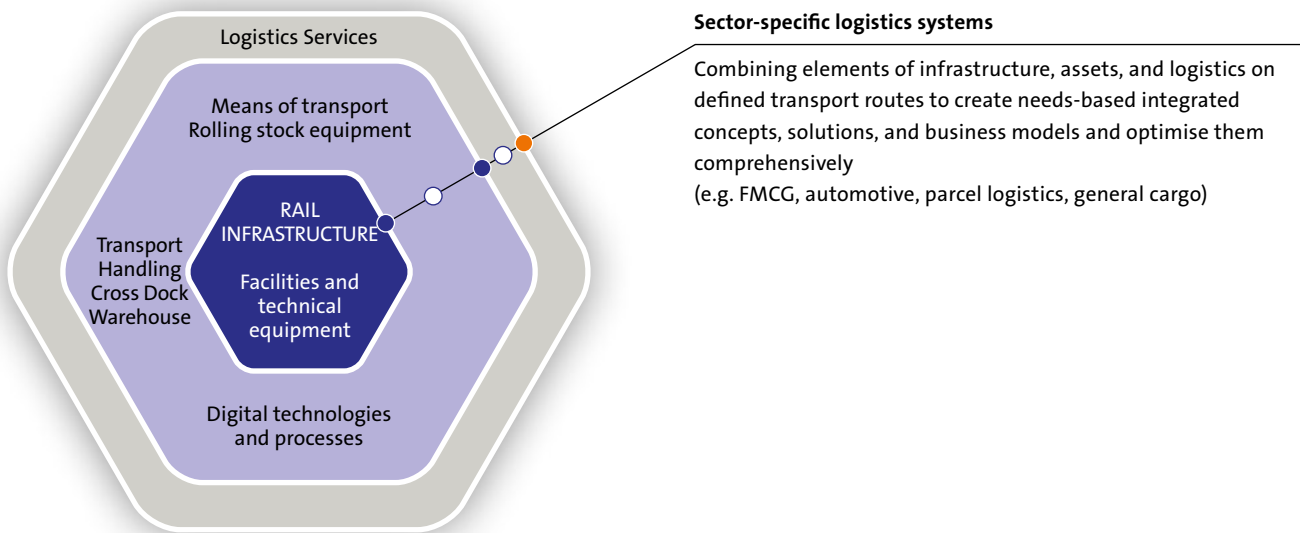 Logistics Services
Means of transport
Rolling stock equipment
RAIL
INFRASTRUCTURE
Facilities and
technical
equipment
Transport
Handling
Cross Dock
Warehouse
Digital technologies
and processes
Sector-specific logistics systems
Combining elements of infrastructure, assets, and logistics on
defined transport routes to create needs-based integrated
concepts, solutions, and business models and optimise them
comprehensively
(e.g. FMCG, automotive, parcel logistics, general cargo)